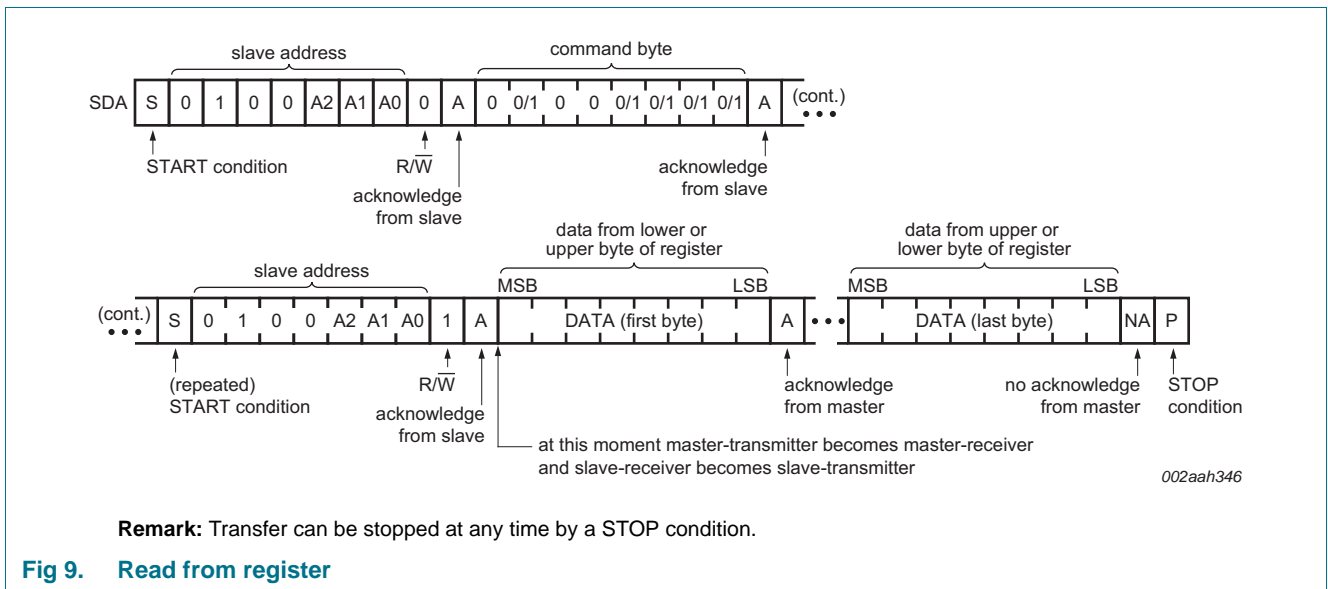 slave address
command byte
SDA S 0 1 0 0 A2 A1 A0 0 A 0 0/1 0 0 0/1 0/1 0/1 0/1 A (cont.)
START condition
R/W
acknowledge
from slave
acknowledge
from slave
data from lower or
upper byte of register
data from upper or
lower byte of register
slave address
MSB LSB MSB LSB
(cont.) S 0 1 0 0 A2 A1 A0 1 A DATA (first byte) A DATA (last byte) NA P
(repeated)
START condition
R/W
acknowledge
from slave
acknowledge
from master
no acknowledge
from master
STOP
condition
at this moment master-transmitter becomes master-receiver
and slave-receiver becomes slave-transmitter
002aah346
Remark: Transfer can be stopped at any time by a STOP condition.
Fig 9. Read from register